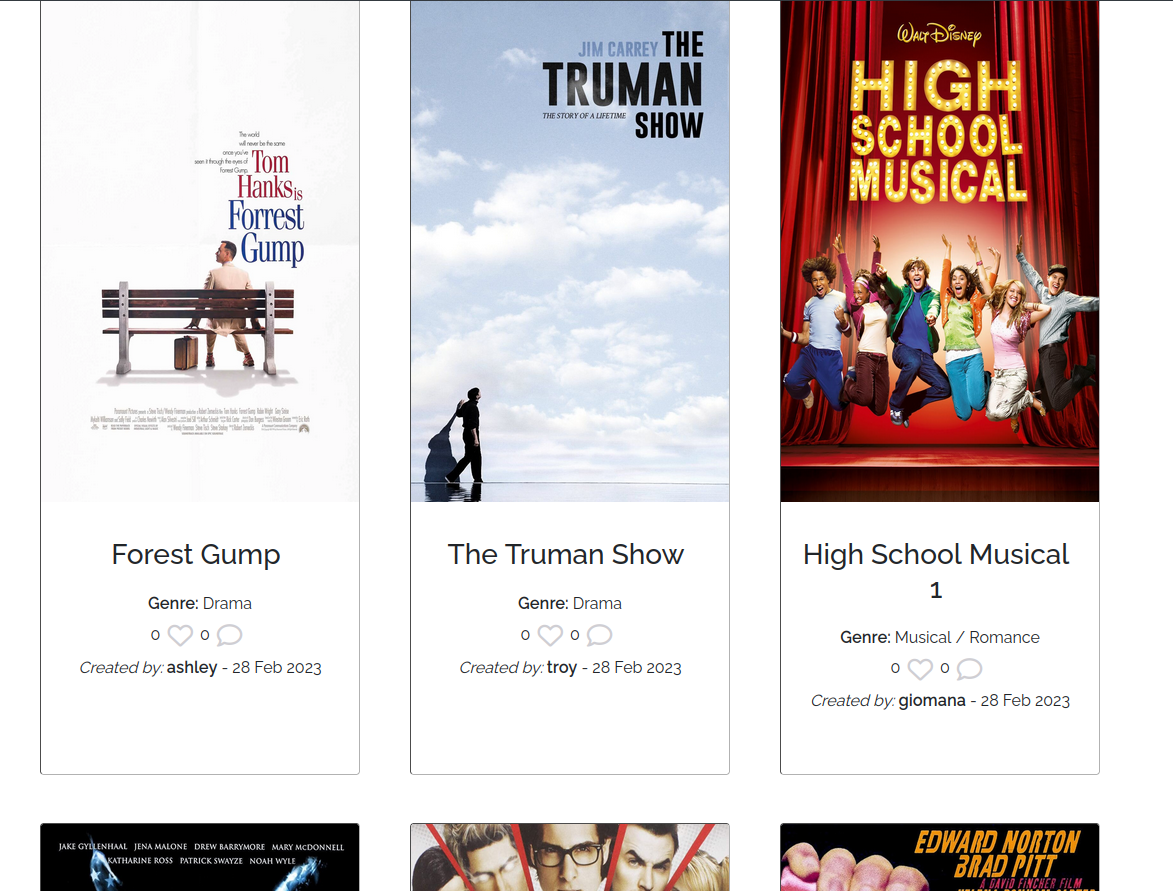 The world
will never be the same
once you've
seen it through the eyes of
Forrest Gump.
Tom
Hanks is
Forrest
Gump
JIM CARREY THE
TRUMAN
THE STORY OF A LIFETIME
SHOW
WALT DISNEY
HIGH
SCHOOL
MUSICAL
Forest Gump
Genre: Drama
0 0
Created by: ashley - 28 Feb 2023
The Truman Show
Genre: Drama
0 0
Created by: troy - 28 Feb 2023
High School Musical
1
Genre: Musical / Romance
0 0
Created by: giomana - 28 Feb 2023
JAKE GYLLENHAAL JENA MALONE DREW BARRYMORE MARY McDONNELL
KATHARINE ROSS PATRICK SWAYZE NOAH WYLE
EDWARD NORTON
BRAD PITT
A DAVID FINCHER FILM